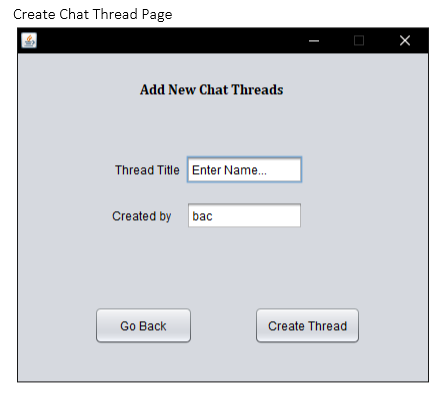 Create Chat Thread Page
Add New Chat Threads
Thread Title Enter Name...
Created by bac
Go Back Create Thread